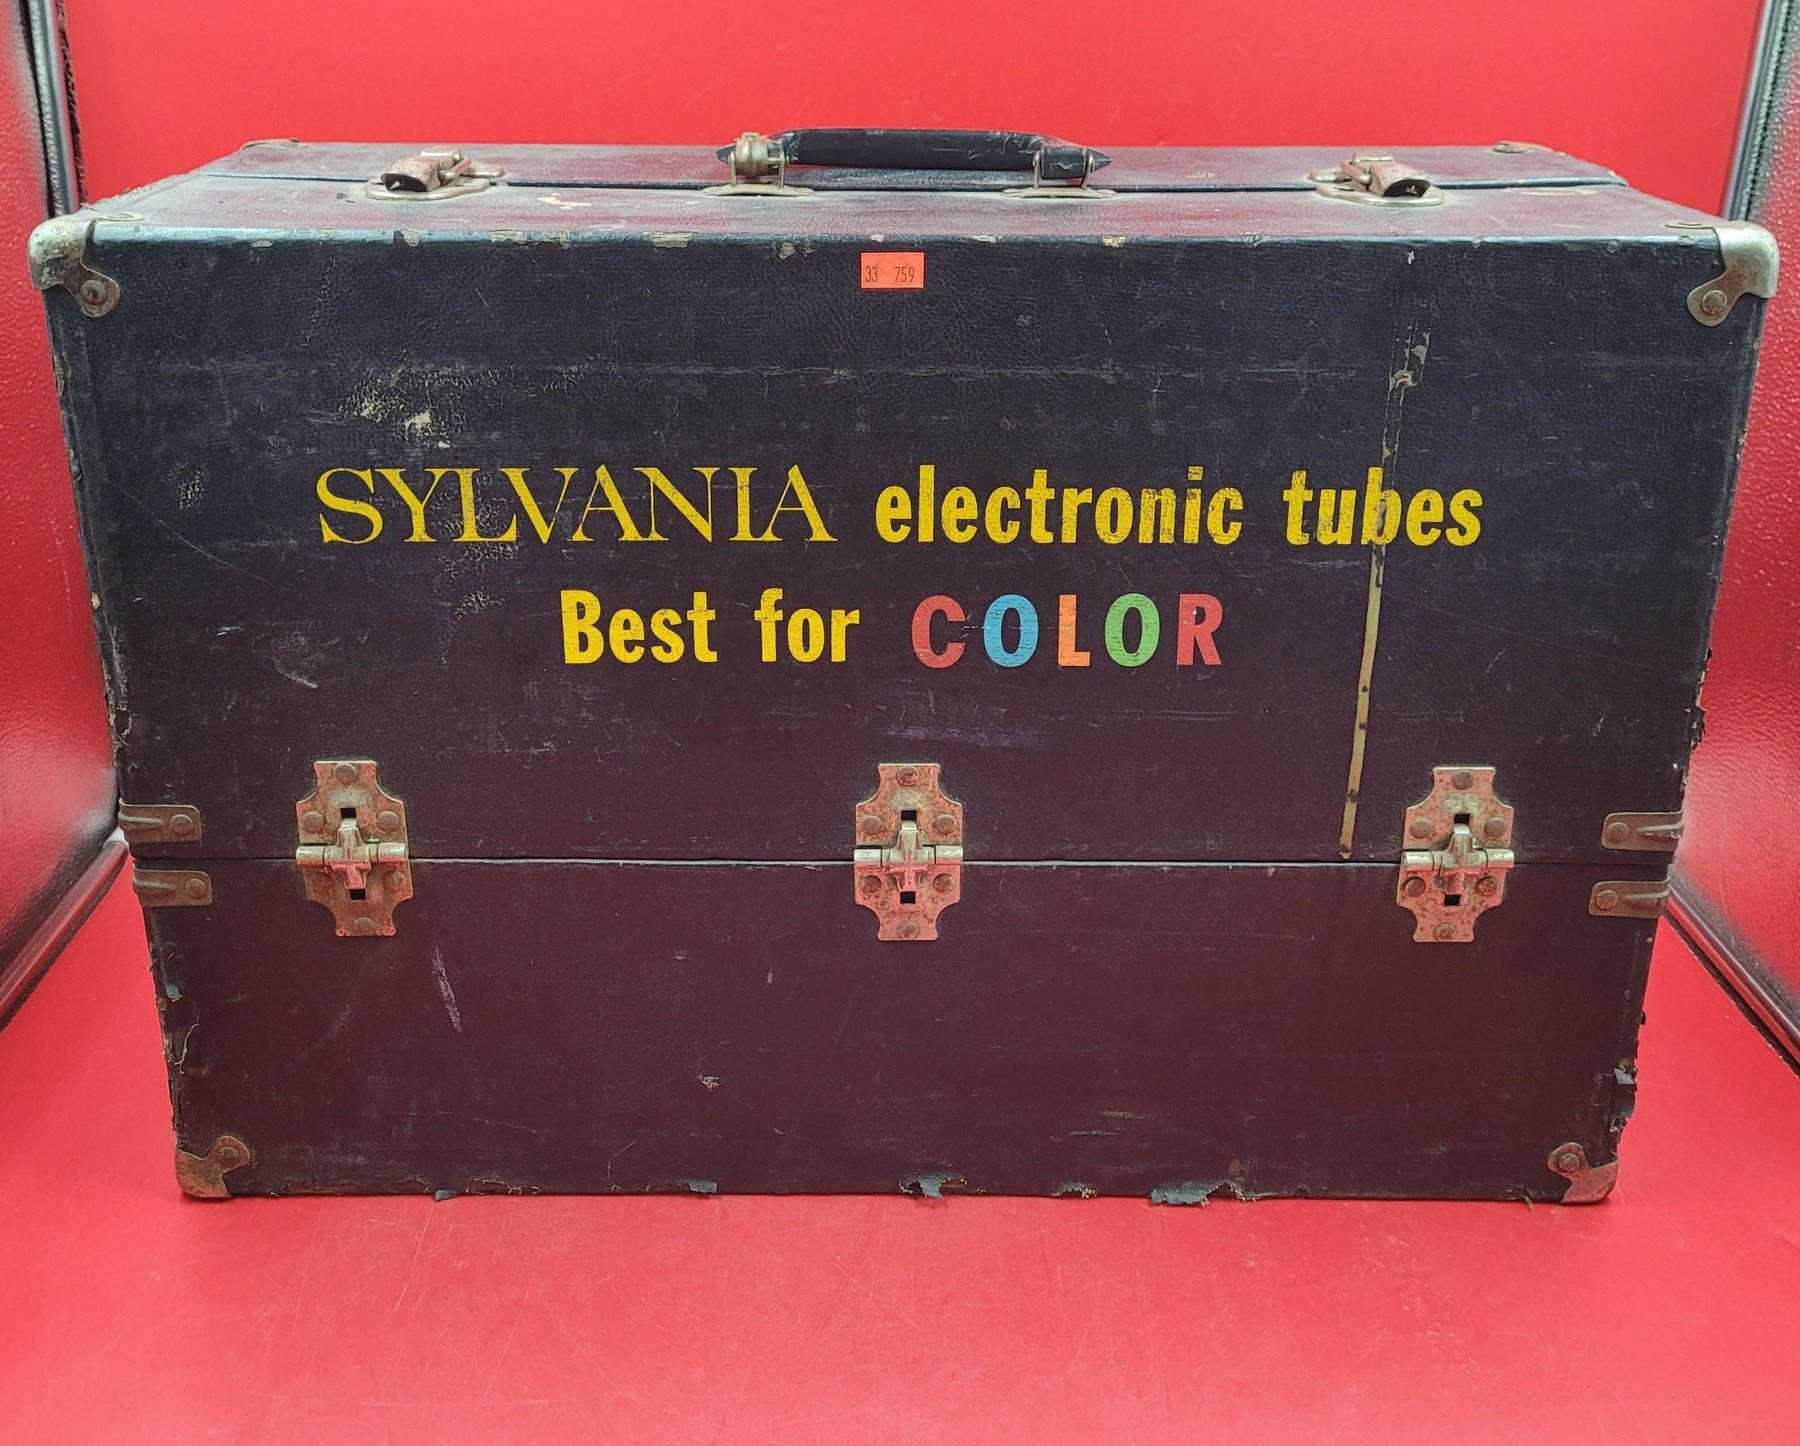 33 759
SYLVANIA electronic tubes
Best for COLOR